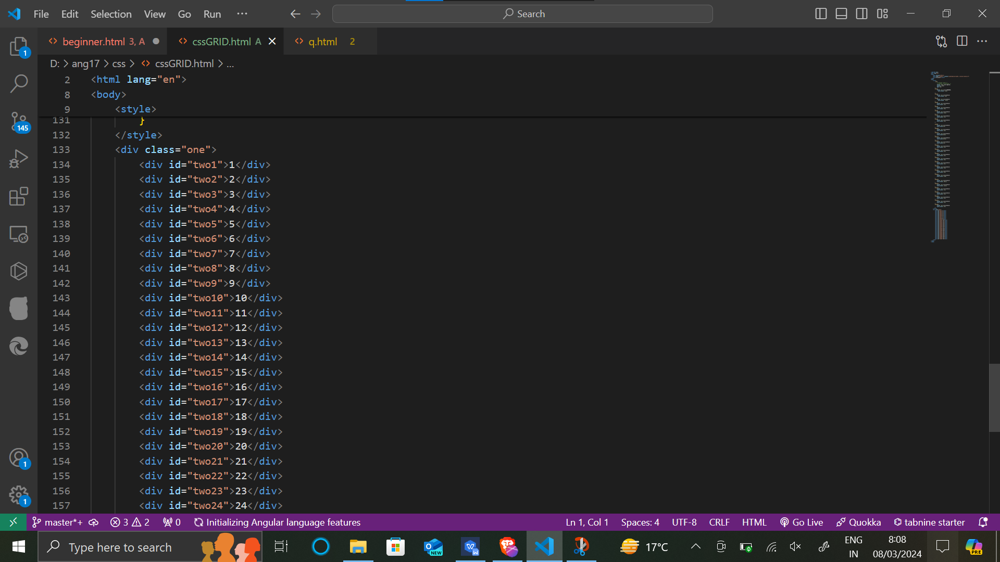 File Edit Selection View Go Run ··· Search
beginner.html 3, A cssGRID.html A q.html 2
D: > ang17 > css > cssGRID.html > ...
2 <html lang="en">
8 <body>
9 <style>
131 }
132 </style>
133 <div class="one">
134 <div id="two1">1</div>
135 <div id="two2">2</div>
136 <div id="two3">3</div>
137 <div id="two4">4</div>
138 <div id="two5">5</div>
139 <div id="two6">6</div>
140 <div id="two7">7</div>
141 <div id="two8">8</div>
142 <div id="two9">9</div>
143 <div id="two10">10</div>
144 <div id="two11">11</div>
145 <div id="two12">12</div>
146 <div id="two13">13</div>
147 <div id="two14">14</div>
148 <div id="two15">15</div>
149 <div id="two16">16</div>
150 <div id="two17">17</div>
151 <div id="two18">18</div>
152 <div id="two19">19</div>
153 <div id="two20">20</div>
154 <div id="two21">21</div>
155 <div id="two22">22</div>
156 <div id="two23">23</div>
157 <div id="two24">24</div>
1
145
1
1
master*+ 3 2 0 Initializing Angular language features Ln 1, Col 1 Spaces: 4 UTF-8 CRLF HTML Go Live Quokka tabnine starter
Type here to search NEW 17°C ENG 8:08 PRE
IN 08/03/2024